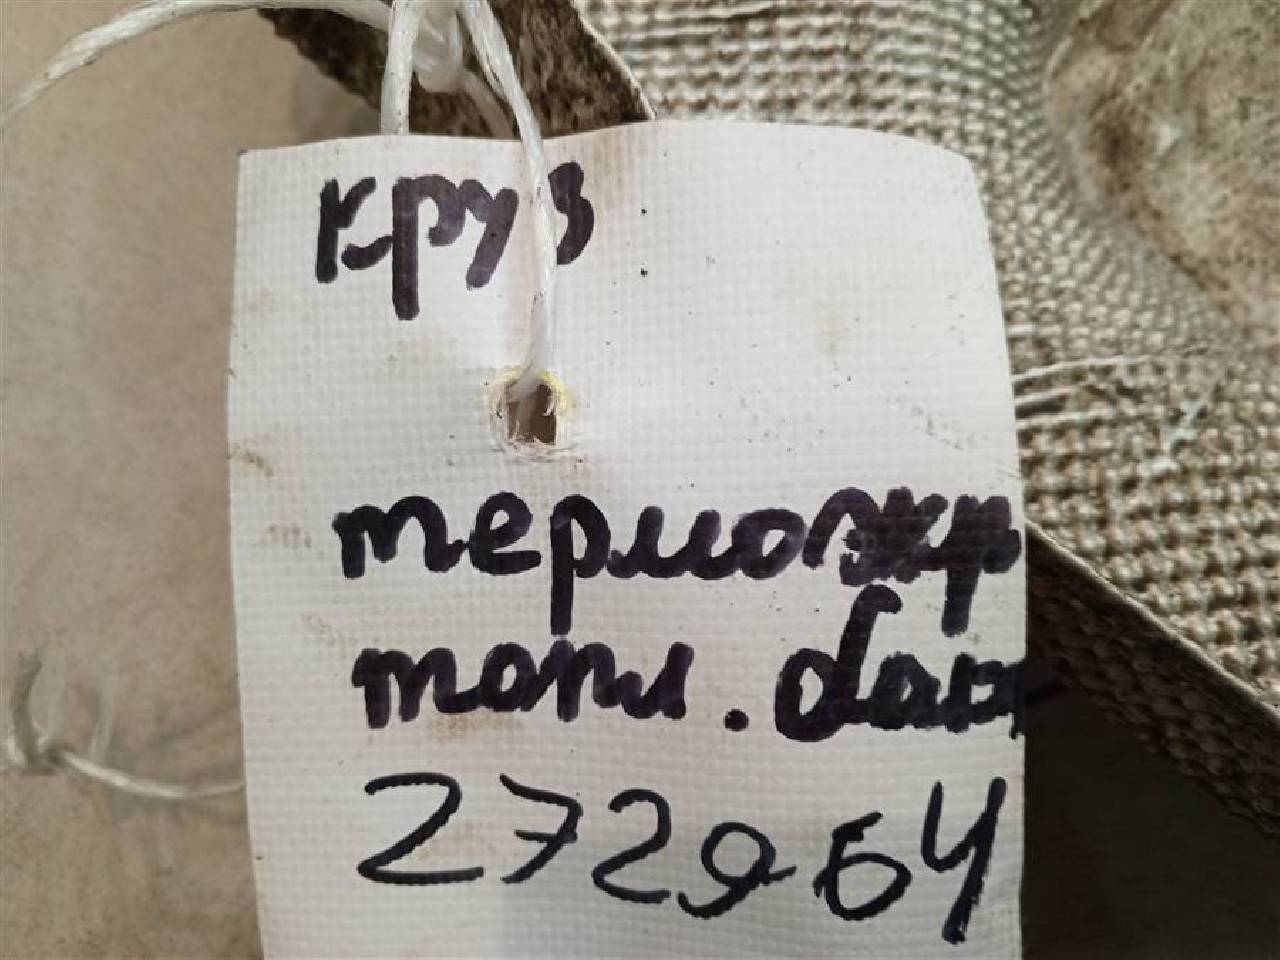 круз
термоэкр
топл. бак
272964